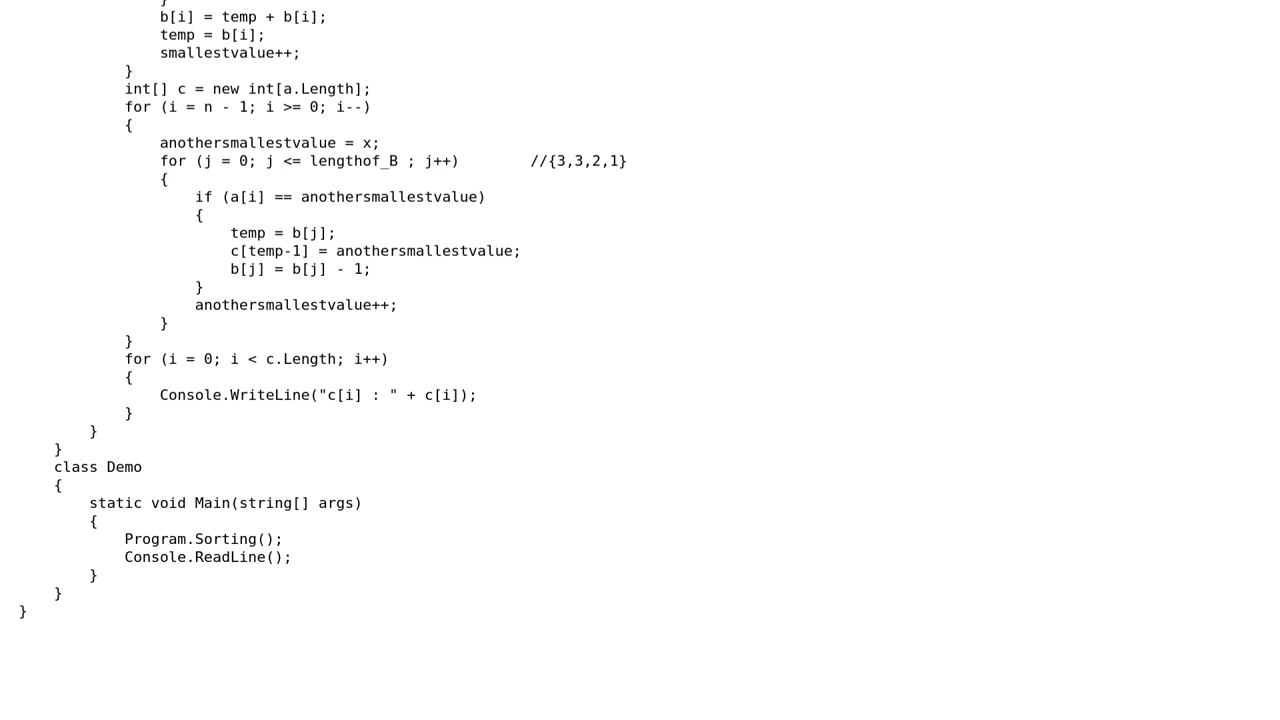 }
b[i] = temp + b[i];
temp = b[i];
smallestvalue++;
}
int[] c = new int[a.Length];
for (i = n - 1; i >= 0; i--)
{
anothersmallestvalue = x;
for (j = 0; j <= lengthof_B ; j++)        //{3,3,2,1}
{
if (a[i] == anothersmallestvalue)
{
temp = b[j];
c[temp-1] = anothersmallestvalue;
b[j] = b[j] - 1;
}
anothersmallestvalue++;
}
}
for (i = 0; i < c.Length; i++)
{
Console.WriteLine("c[i] : " + c[i]);
}
}
}
class Demo
{
static void Main(string[] args)
{
Program.Sorting();
Console.ReadLine();
}
}
}